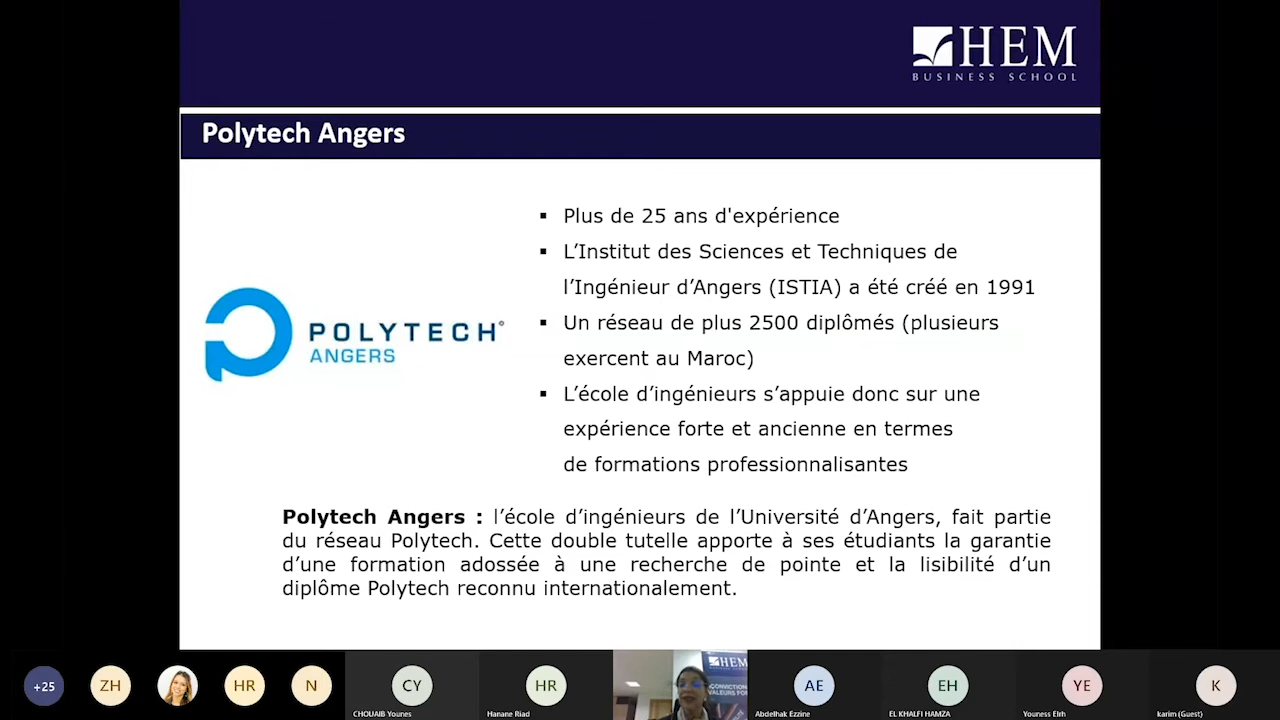 HEM
BUSINESS SCHOOL
Polytech Angers
▪ Plus de 25 ans d'expérience
▪ L’Institut des Sciences et Techniques de
l’Ingénieur d’Angers (ISTIA) a été créé en 1991
▪ Un réseau de plus 2500 diplômés (plusieurs
exercent au Maroc)
▪ L’école d’ingénieurs s’appuie donc sur une
expérience forte et ancienne en termes
de formations professionnalisantes
POLYTECH
ANGERS
Polytech Angers : l’école d’ingénieurs de l’Université d’Angers, fait partie
du réseau Polytech. Cette double tutelle apporte à ses étudiants la garantie
d’une formation adossée à une recherche de pointe et la lisibilité d’un
diplôme Polytech reconnu internationalement.
+25
ZH
HR
N
CY
CHOUAIB Younes
HR
Hanane Riad
HEM
AE
Abdelhak Ezzine
EH
EL KHALFI HAMZA
YE
Youness Elrh
K
karim (Guest)